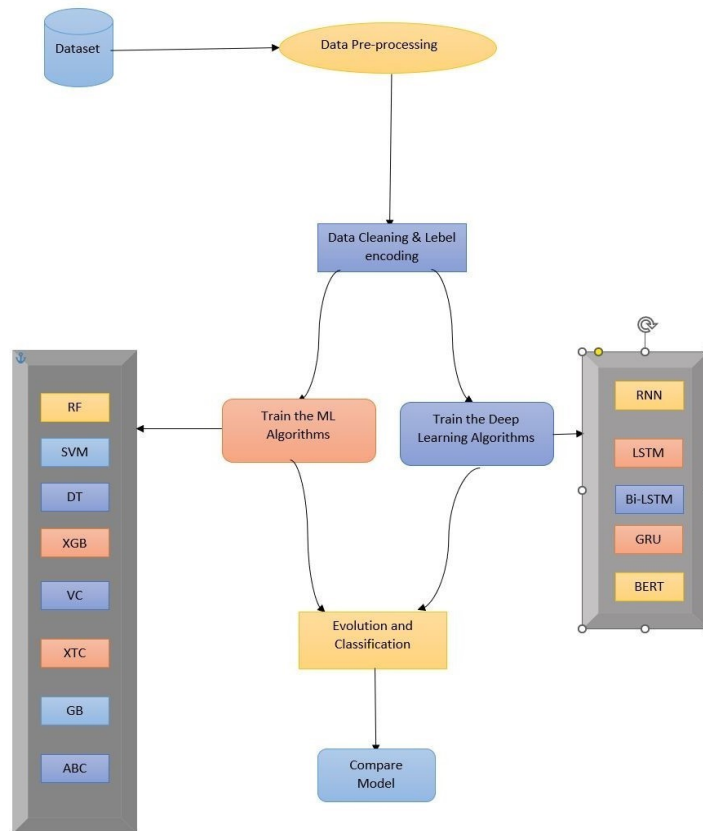 Dataset
Data Pre-processing
Data Cleaning & Lebel
encoding
Train the ML
Algorithms
Train the Deep
Learning Algorithms
RF
SVM
DT
XGB
VC
XTC
GB
ABC
RNN
LSTM
Bi-LSTM
GRU
BERT
Evolution and
Classification
Compare
Model